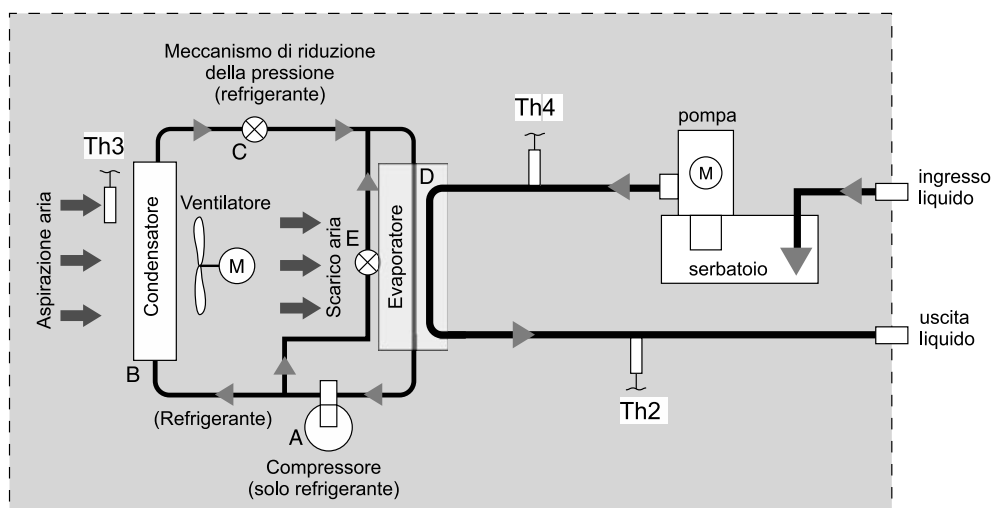 Meccanismo di riduzione
della pressione
(refrigerante)
C
Th3
Th4
pompa
M
ingresso
liquido
serbatoio
uscita
liquido
Th2
D
Evaporatore
E
Scarico aria
Ventilatore
M
Condensatore
Aspirazione aria
B
(Refrigerante)
A
Compressore
(solo refrigerante)